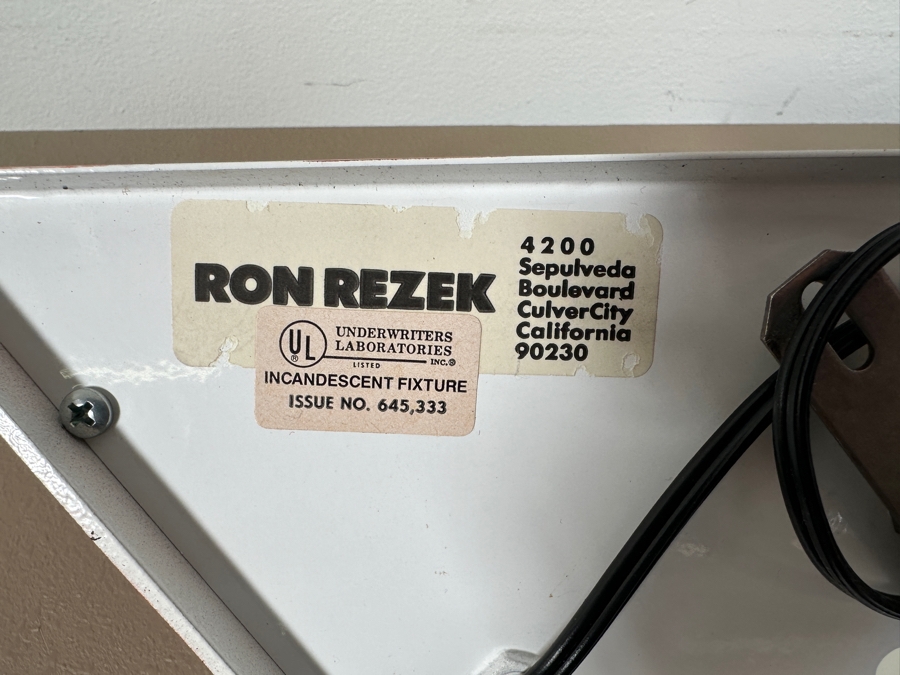 RON REZEK
4200
Sepulveda
Boulevard
CulverCity
California
90230
UL
®
UNDERWRITERS
LABORATORIES
INC.®
LISTED
INCANDESCENT FIXTURE
ISSUE NO. 645,333